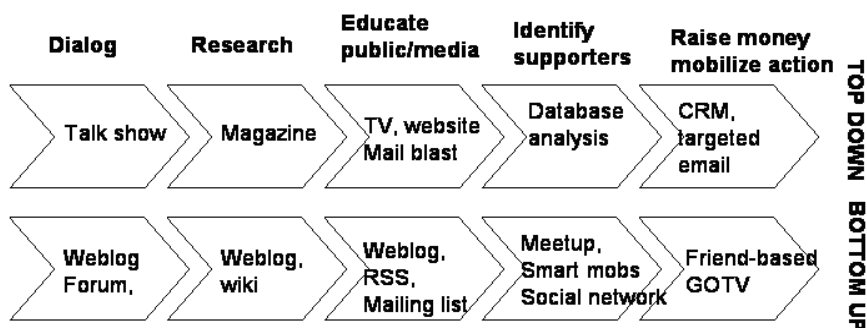 Dialog
Research
Educate
public/media
Identify
supporters
Raise money
mobilize action
Talk show
Magazine
TV, website
Mail blast
Database
analysis
CRM,
targeted
email
TOP DOWN
Weblog
Forum,
Weblog,
wiki
Weblog,
RSS,
Mailing list
Meetup,
Smart mobs
Social network
Friend-based
GOTV
BOTTOM UP